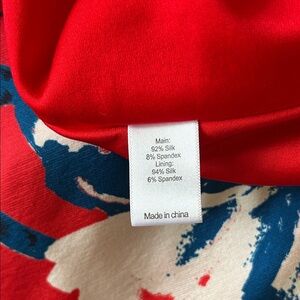 Main:
92% Silk
8% Spandex
Lining:
94% Silk
6% Spandex
Made in china